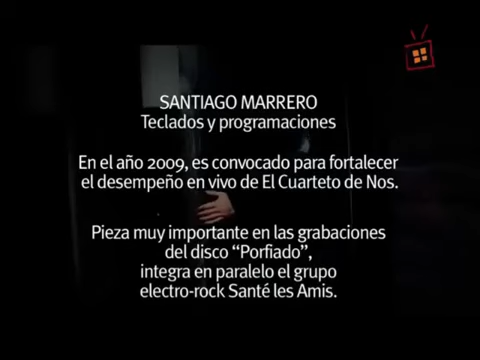 SANTIAGO MARRERO
Teclados y programaciones
En el año 2009, es convocado para fortalecer
el desempeño en vivo de El Cuarteto de Nos.
Pieza muy importante en las grabaciones
del disco “Porfiado”,
integra en paralelo el grupo
electro-rock Santé les Amis.